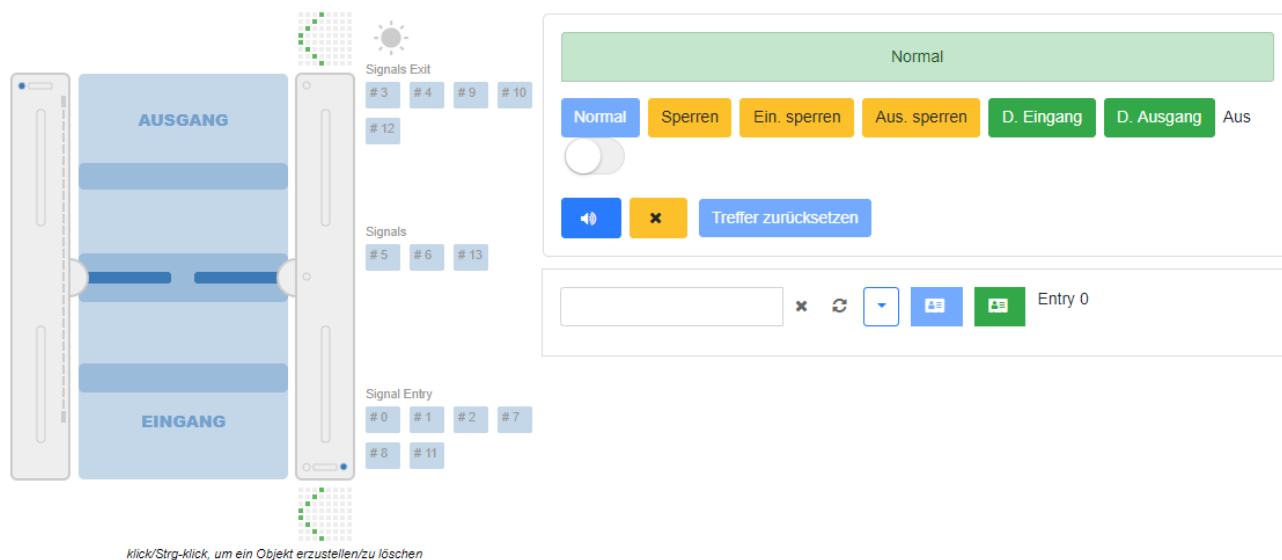 Signals Exit
# 3 # 4 # 9 # 10
# 12
AUSGANG
Signals
# 5 # 6 # 13
Signal Entry
# 0 # 1 # 2 # 7
# 8 # 11
EINGANG
klick/Strg-klick, um ein Objekt erzustellen/zu löschen
Normal
Normal Sperren Ein. sperren Aus. sperren D. Eingang D. Ausgang Aus
Treffer zurücksetzen
Entry 0